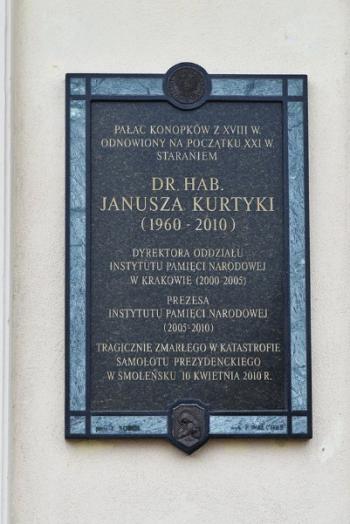 PAŁAC KONOPKÓW Z XVIII W.
ODNOWIONY NA POCZĄTKU XXI W.
STARANIEM
DR. HAB.
JANUSZA KURTYKI
(1960 - 2010)
DYREKTORA ODDZIAŁU
INSTYTUTU PAMIĘCI NARODOWEJ
W KRAKOWIE (2000-2005)
PREZESA
INSTYTUTU PAMIĘCI NARODOWEJ
(2005-2010)
TRAGICZNIE ZMARŁEGO W KATASTROFIE
SAMOLOTU PREZYDENCKIEGO
W SMOLEŃSKU 10 KWIETNIA 2010 R.